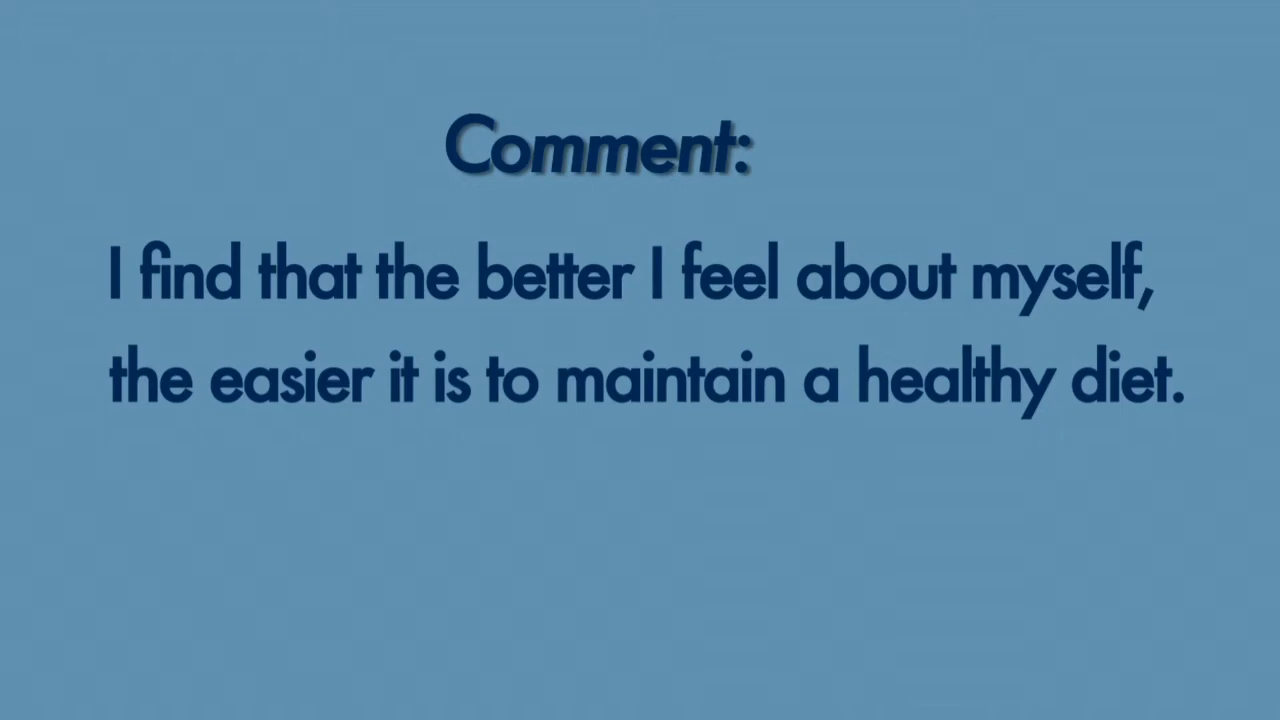 Comment:
I find that the better I feel about myself,
the easier it is to maintain a healthy diet.